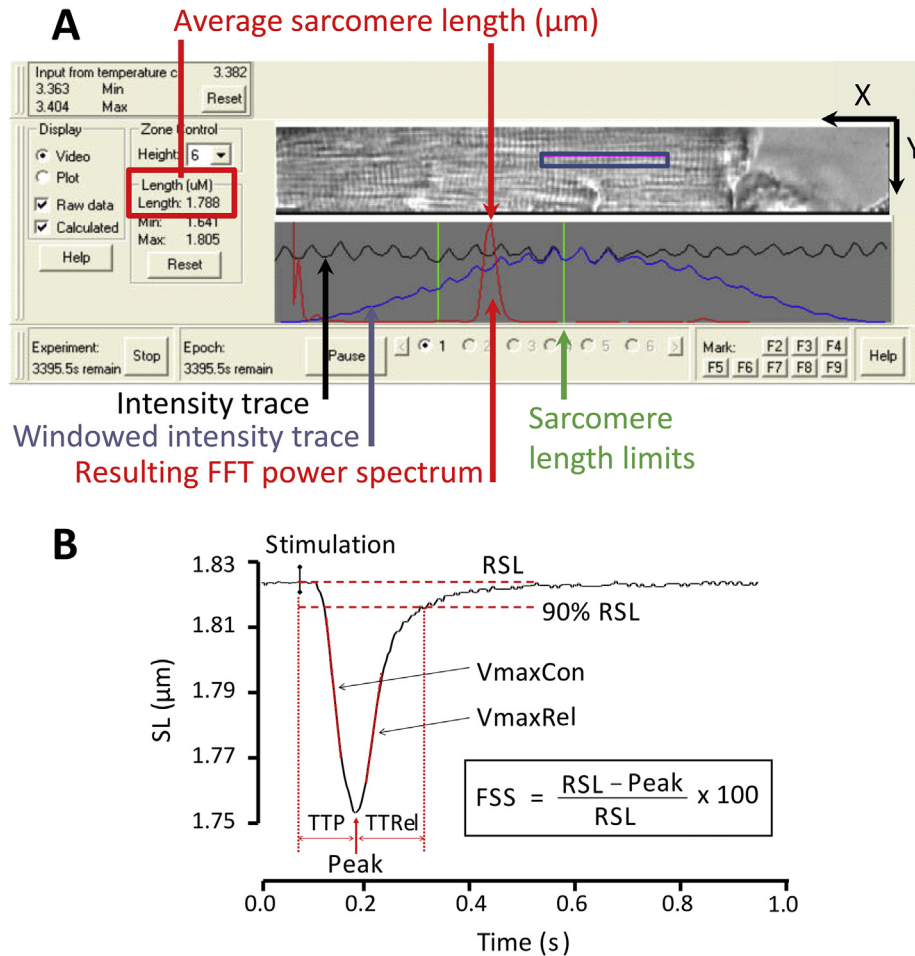 A
Average sarcomere length (µm)
Input from temperature c 3.382
3.363 Min
3.404 Max
Reset
X
Y
Display
Video
Plot
Raw data
Calculated
Help
Zone Control
Height: 6
Length (uM)
Length: 1.788
Min: 1.641
Max: 1.805
Reset
Experiment:
3395.5s remain
Stop
Epoch:
3395.5s remain
Pause
< 1 2 3 4 5 6 >
Mark: F2 F3 F4
F5 F6 F7 F8 F9
Help
Intensity trace
Windowed intensity trace
Resulting FFT power spectrum
Sarcomere
length limits
B
Stimulation
RSL
90% RSL
VmaxCon
VmaxRel
1.83
1.81
1.79
1.77
1.75
SL (µm)
FSS = RSL – Peak
RSL
x 100
TTP TTRel
Peak
0.0 0.2 0.4 0.6 0.8 1.0
Time (s)